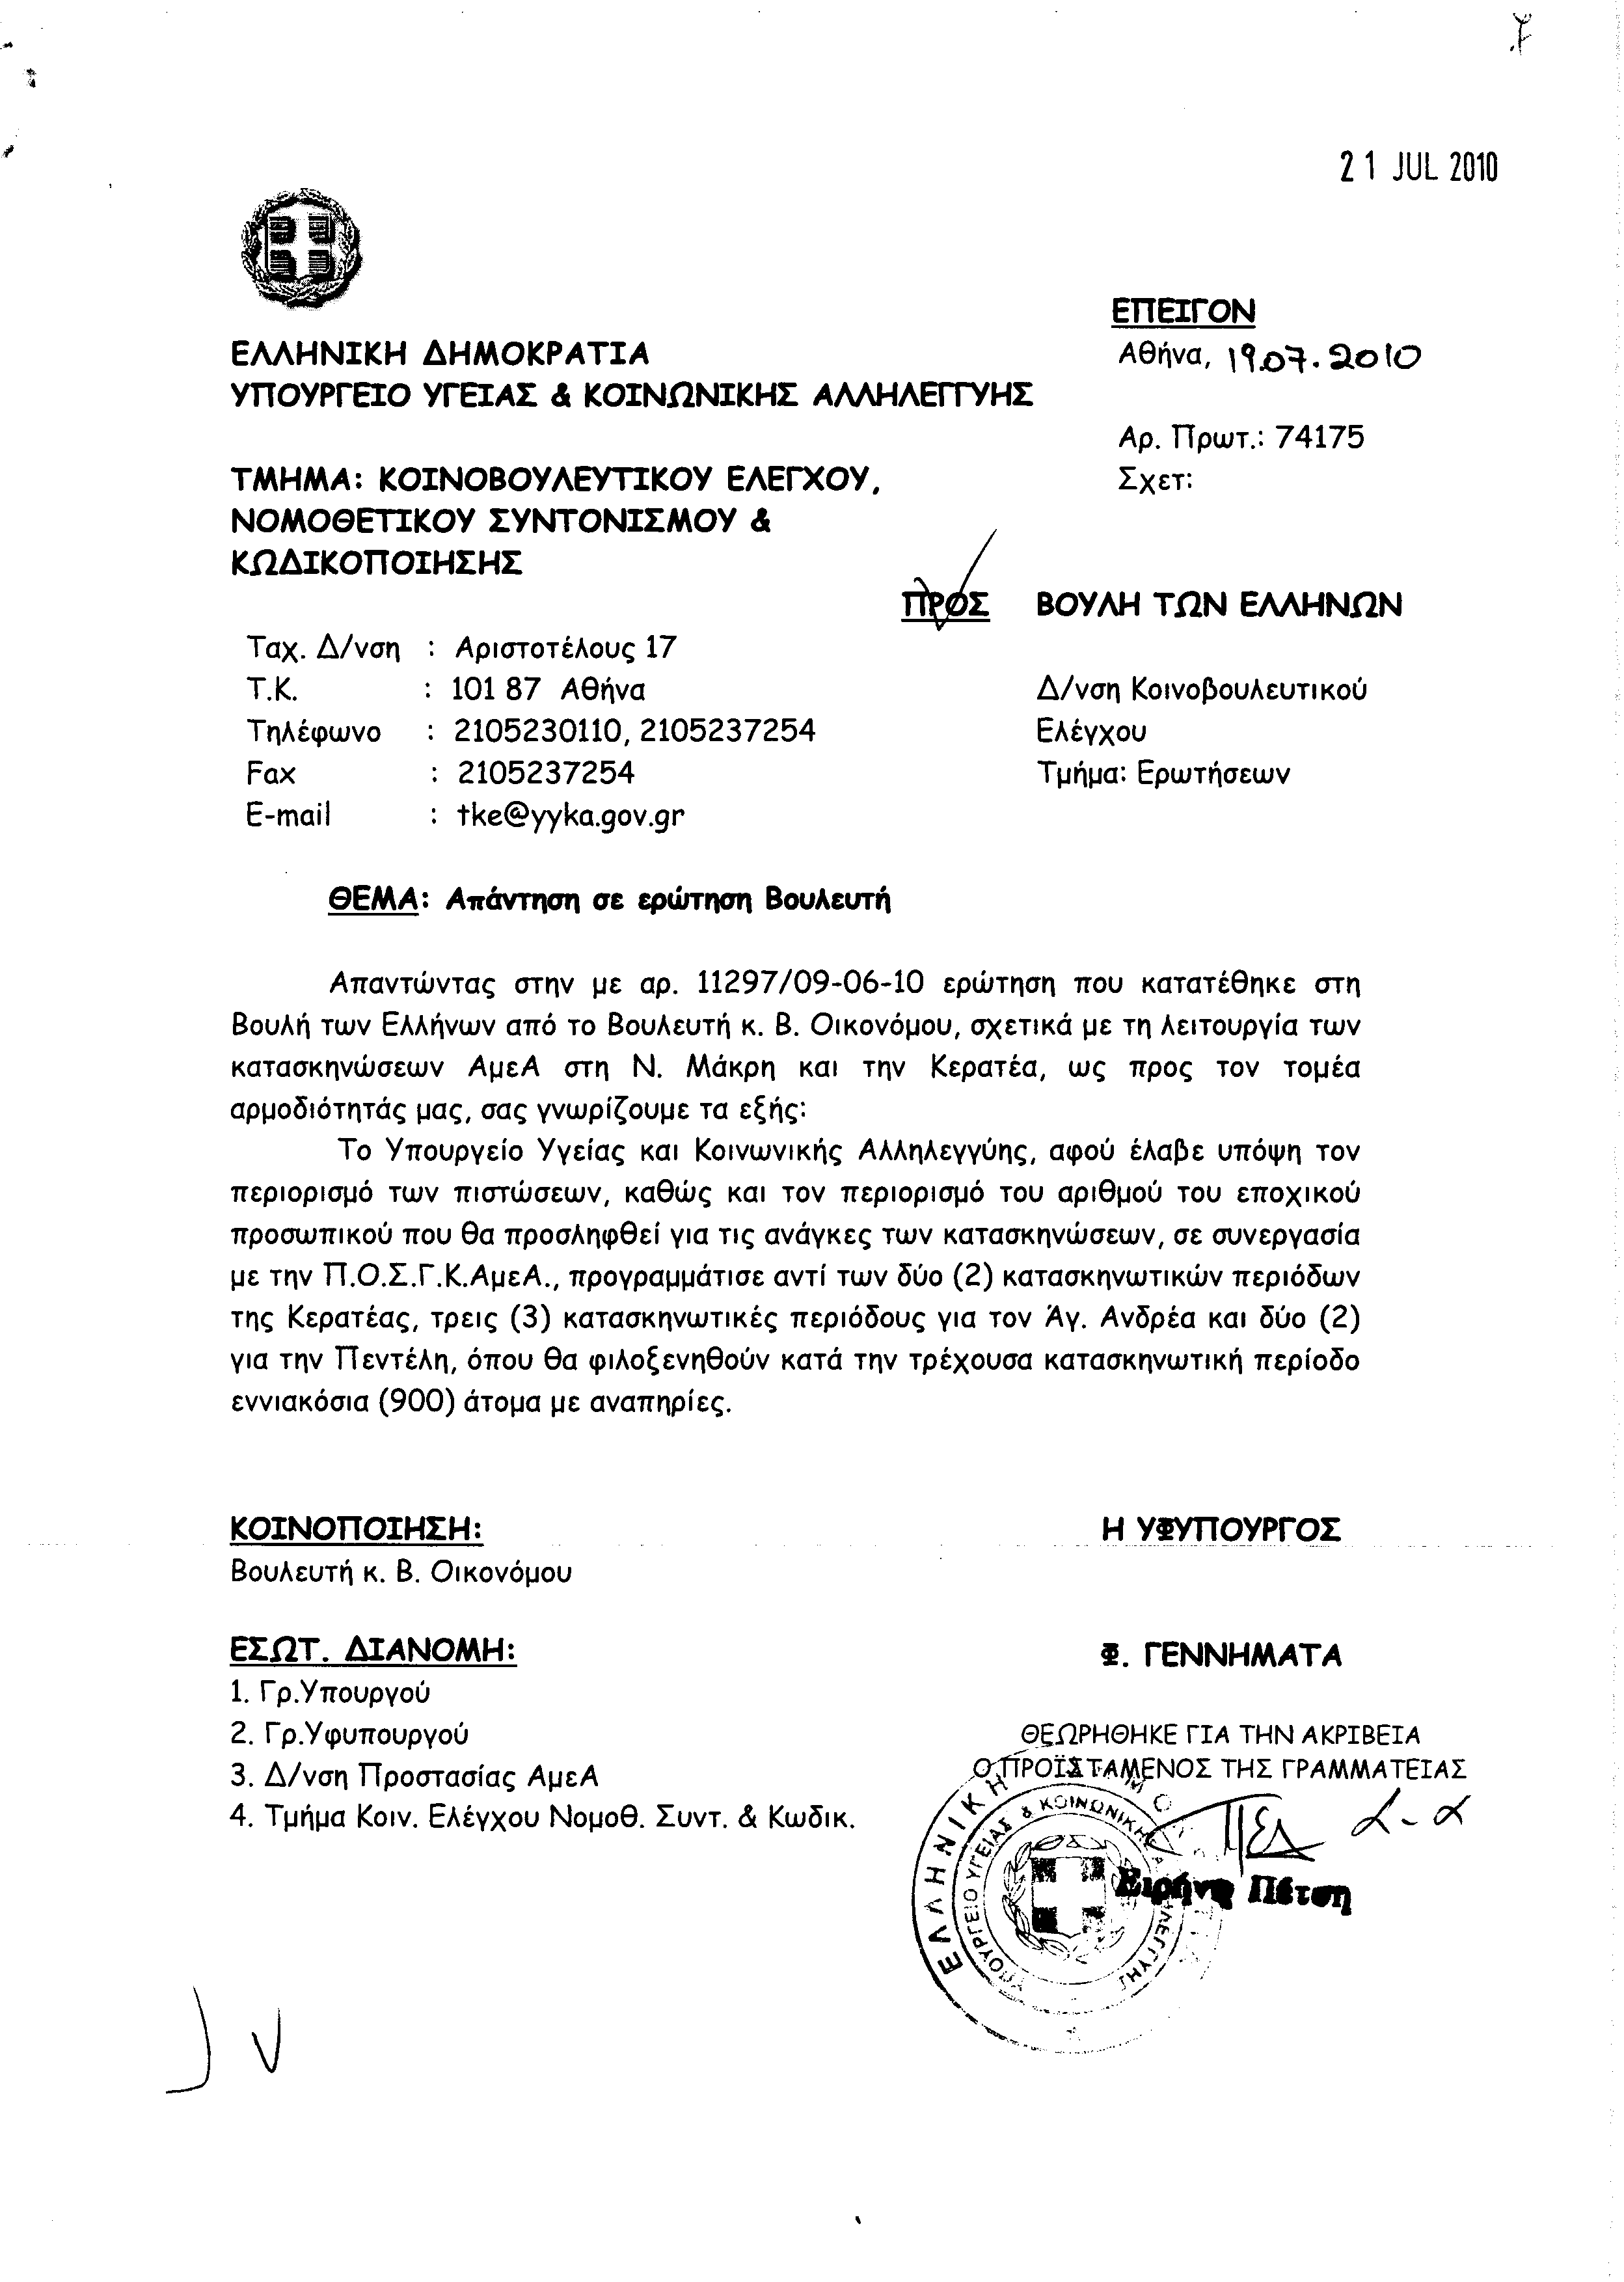 21 JUL 2010
ΕΠΕΙΓΟΝ
ΕΛΛΗΝΙΚΗ ΔΗΜΟΚΡΑΤΙΑ
Αθήνα, 19.07.2010
ΥΠΟΥΡΓΕΙΟ ΥΓΕΙΑΣ & ΚΟΙΝΩΝΙΚΗΣ ΑΛΛΗΛΕΓΓΥΗΣ
Αρ. Πρωτ.: 74175
ΤΜΗΜΑ: ΚΟΙΝΟΒΟΥΛΕΥΤΙΚΟΥ ΕΛΕΓΧΟΥ,
Σχετ:
ΝΟΜΟΘΕΤΙΚΟΥ ΣΥΝΤΟΝΙΣΜΟΥ &
ΚΩΔΙΚΟΠΟΙΗΣΗΣ
ΠΡΟΣ ΒΟΥΛΗ ΤΩΝ ΕΛΛΗΝΩΝ
Ταχ. Δ/νση : Αριστοτέλους 17
Τ.Κ. : 101 87 Αθήνα
Δ/νση Κοινοβουλευτικού
Τηλέφωνο : 2105230110, 2105237254
Ελέγχου
Fax : 2105237254
Τμήμα: Ερωτήσεων
E-mail : tke@yyka.gov.gr
ΘΕΜΑ: Απάντηση σε ερώτηση Βουλευτή
Απαντώντας στην με αρ. 11297/09-06-10 ερώτηση που κατατέθηκε στη
Βουλή των Ελλήνων από το Βουλευτή κ. Β. Οικονόμου, σχετικά με τη λειτουργία των
κατασκηνώσεων ΑμεΑ στη Ν. Μάκρη και την Κερατέα, ως προς τον τομέα
αρμοδιότητάς μας, σας γνωρίζουμε τα εξής:
Το Υπουργείο Υγείας και Κοινωνικής Αλληλεγγύης, αφού έλαβε υπόψη τον
περιορισμό των πιστώσεων, καθώς και τον περιορισμό του αριθμού του εποχικού
προσωπικού που θα προσληφθεί για τις ανάγκες των κατασκηνώσεων, σε συνεργασία
με την Π.Ο.Σ.Γ.Κ.ΑμεΑ., προγραμμάτισε αντί των δύο (2) κατασκηνωτικών περιόδων
της Κερατέας, τρεις (3) κατασκηνωτικές περιόδους για τον Άγ. Ανδρέα και δύο (2)
για την Πεντέλη, όπου θα φιλοξενηθούν κατά την τρέχουσα κατασκηνωτική περίοδο
εννιακόσια (900) άτομα με αναπηρίες.
ΚΟΙΝΟΠΟΙΗΣΗ:
Η ΥΦΥΠΟΥΡΓΟΣ
Βουλευτή κ. Β. Οικονόμου
ΕΣΩΤ. ΔΙΑΝΟΜΗ:
Φ. ΓΕΝΝΗΜΑΤΑ
1. Γρ.Υπουργού
2. Γρ.Υφυπουργού
ΘΕΩΡΗΘΗΚΕ ΓΙΑ ΤΗΝ ΑΚΡΙΒΕΙΑ
3. Δ/νση Προστασίας ΑμεΑ
Ο ΠΡΟΪΣΤΑΜΕΝΟΣ ΤΗΣ ΓΡΑΜΜΑΤΕΙΑΣ
4. Τμήμα Κοιν. Ελέγχου Νομοθ. Συντ. & Κωδικ.
ΕΛΛΗΝΙΚΗ
ΥΠΟΥΡΓΕΙΟ ΥΓΕΙΑΣ & ΚΟΙΝΩΝΙΚΗΣ
Ειρήνη Πέτση